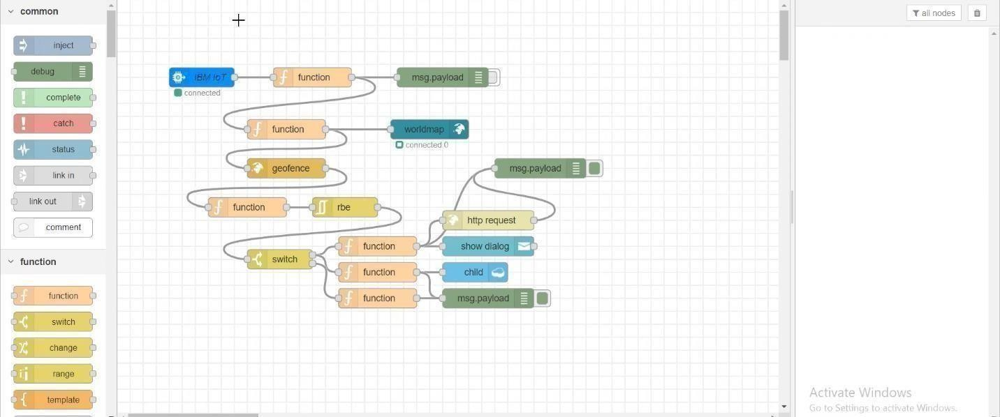 common
all nodes
inject
debug
complete
catch
status
link in
link out
comment
function
function
switch
change
range
template
IBM IoT
connected
function
msg.payload
function
worldmap
connected 0
geofence
msg.payload
function
rbe
http request
switch
function
show dialog
function
child
function
msg.payload
Activate Windows
Go to Settings to activate Windows.